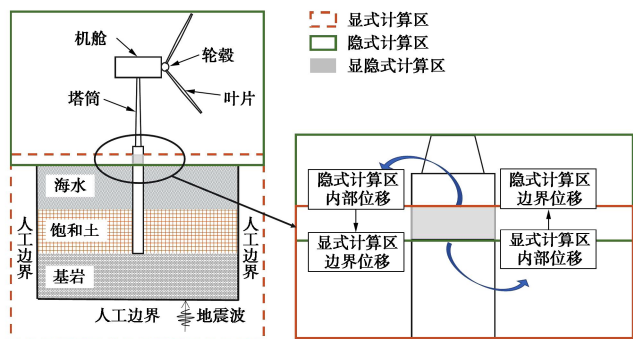 显式计算区
隐式计算区
显隐式计算区
机舱
轮毂
塔筒
叶片
海水
饱和土
基岩
人工边界
人工边界
人工边界
地震波
隐式计算区
内部位移
显式计算区
边界位移
隐式计算区
边界位移
显式计算区
内部位移